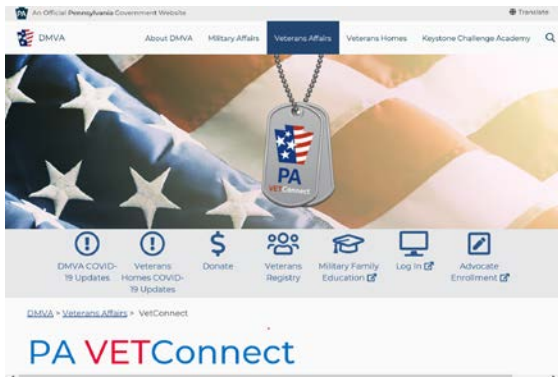 An Official Pennsylvania Government Website
Translate
DMVA
About DMVA
Military Affairs
Veterans Affairs
Veterans Homes
Keystone Challenge Academy
PA
VETConnect
DMVA COVID-
19 Updates
Veterans
Homes COVID-
19 Updates
Donate
Veterans
Registry
Military Family
Education
Log In
Advocate
Enrollment
DMVA > Veterans Affairs > VetConnect
PA VETConnect